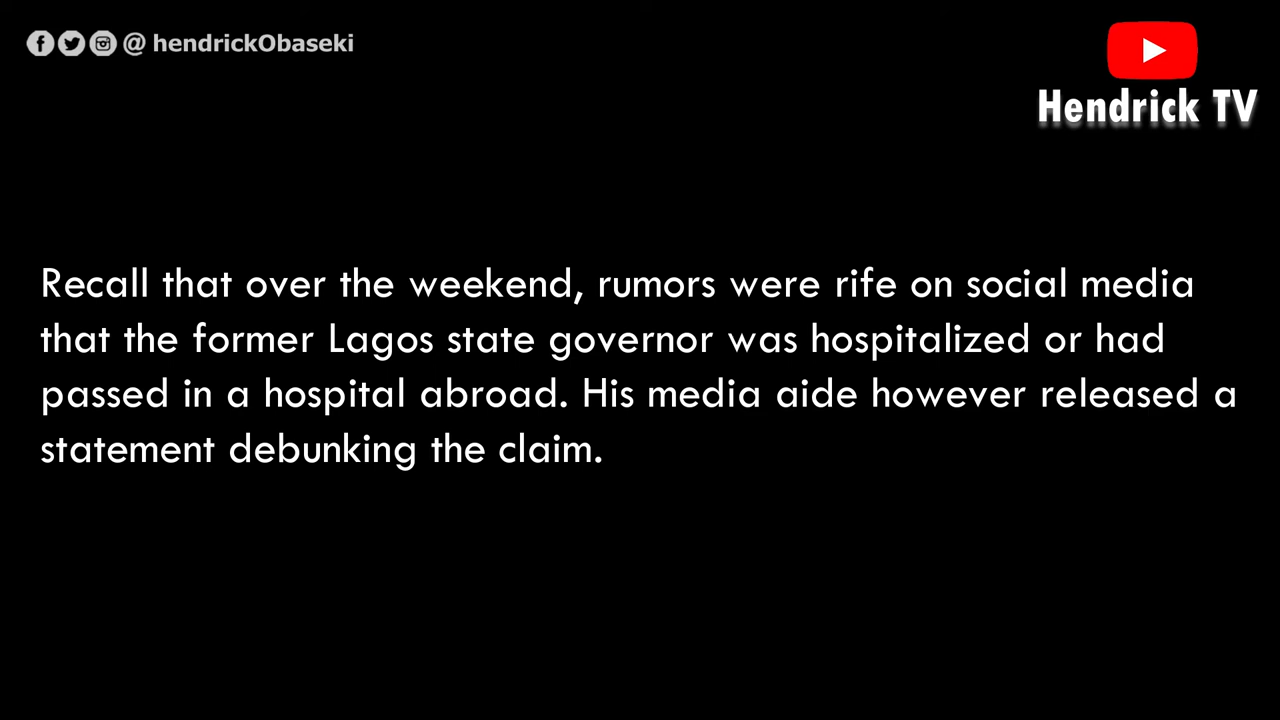 @ hendrickObaseki
Hendrick TV
Recall that over the weekend, rumors were rife on social media
that the former Lagos state governor was hospitalized or had
passed in a hospital abroad. His media aide however released a
statement debunking the claim.